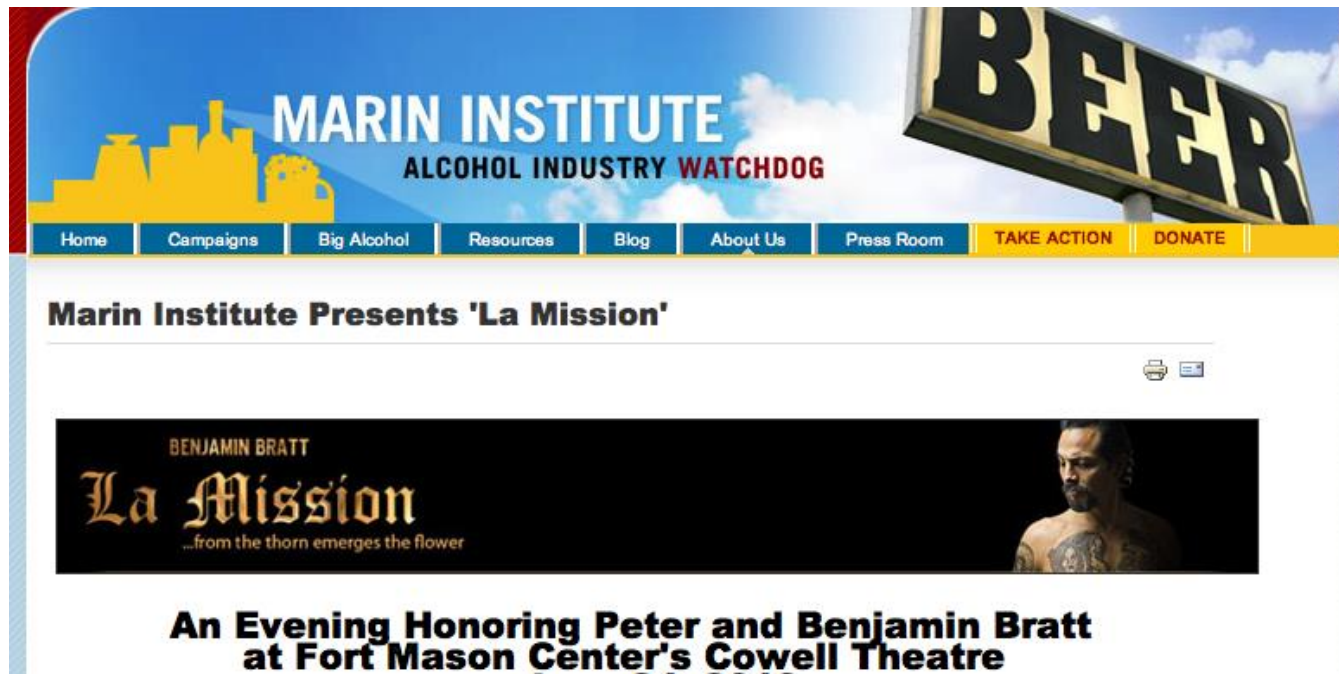 BEER
MARIN INSTITUTE
ALCOHOL INDUSTRY WATCHDOG
Home Campaigns Big Alcohol Resources Blog About Us Press Room TAKE ACTION DONATE
Marin Institute Presents 'La Mission'
BENJAMIN BRATT
La Mission
...from the thorn emerges the flower
An Evening Honoring Peter and Benjamin Bratt
at Fort Mason Center's Cowell Theatre